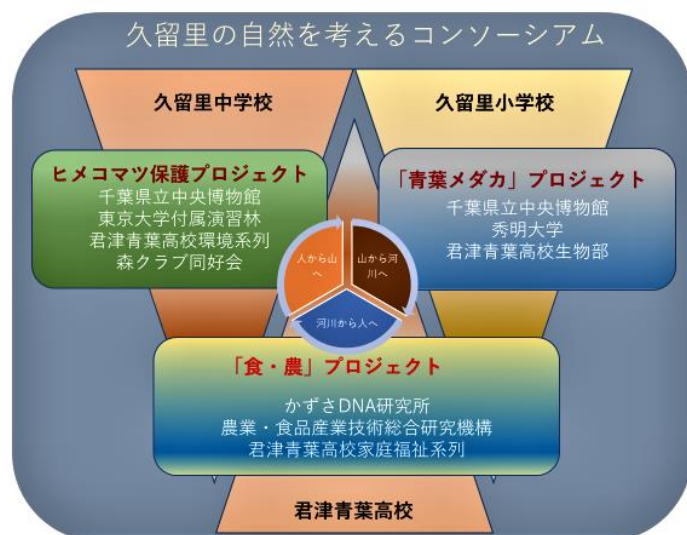 久留里の自然を考えるコンソーシアム
久留里中学校
久留里小学校
ヒメコマツ保護プロジェクト
千葉県立中央博物館
東京大学付属演習林
君津青葉高校環境系列
森クラブ同好会
「青葉メダカ」プロジェクト
千葉県立中央博物館
秀明大学
君津青葉高校生物部
人から山
へ
山から河
川へ
河川から人へ
「食・農」プロジェクト
かずさDNA研究所
農業・食品産業技術総合研究機構
君津青葉高校家庭福祉系列
君津青葉高校